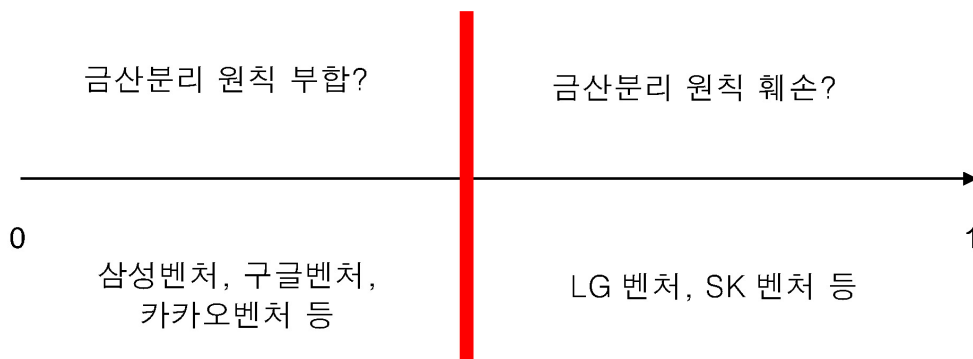 금산분리 원칙 부합?
금산분리 원칙 훼손?
0
1
삼성벤처, 구글벤처,
카카오벤처 등
LG 벤처, SK 벤처 등